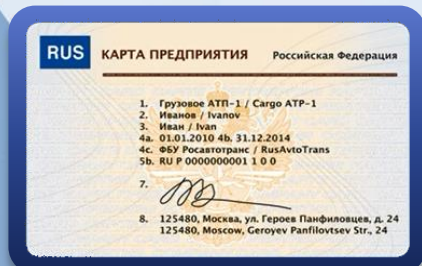 RUS КАРТА ПРЕДПРИЯТИЯ Российская Федерация
1. Грузовое АТП-1 / Cargo ATP-1
2. Иванов / Ivanov
3. Иван / Ivan
4a. 01.01.2010 4b. 31.12.2014
4c. ФБУ Росавтотранс / RusAvtoTrans
5b. RU P 0000000001 1 0 0
7.
8. 125480, Москва, ул. Героев Панфиловцев, д. 24
125480, Moscow, Geroyev Panfilovtsev Str., 24